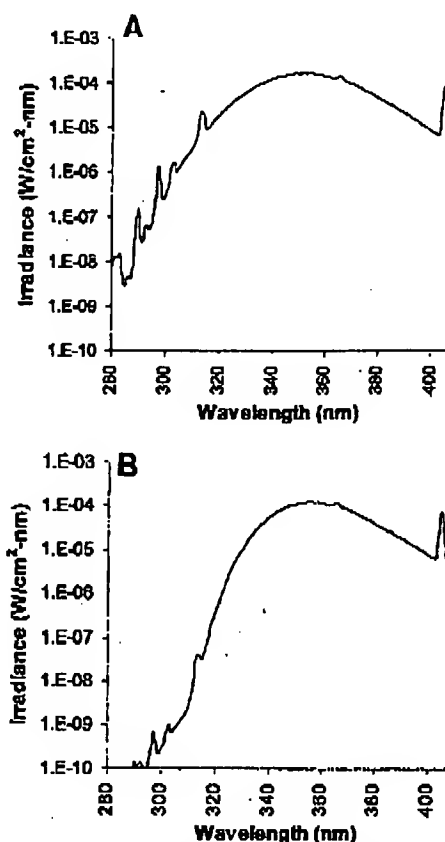 A
1.E-03
1.E-04
1.E-05
1.E-06
1.E-07
1.E-08
1.E-09
1.E-10
Irradiance (W/cm²-nm)
280
300
320
340
360
380
400
Wavelength (nm)
B
1.E-03
1.E-04
1.E-05
1.E-06
1.E-07
1.E-08
1.E-09
1.E-10
Irradiance (W/cm²-nm)
280
300
320
340
360
380
400
Wavelength (nm)